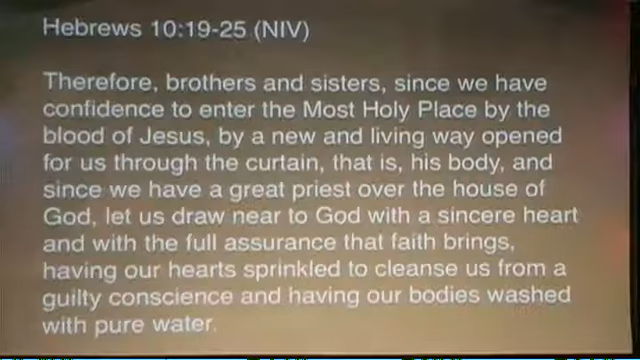 Hebrews 10:19-25 (NIV)
Therefore, brothers and sisters, since we have
confidence to enter the Most Holy Place by the
blood of Jesus, by a new and living way opened
for us through the curtain, that is, his body, and
since we have a great priest over the house of
God, let us draw near to God with a sincere heart
and with the full assurance that faith brings,
having our hearts sprinkled to cleanse us from a
guilty conscience and having our bodies washed
with pure water.